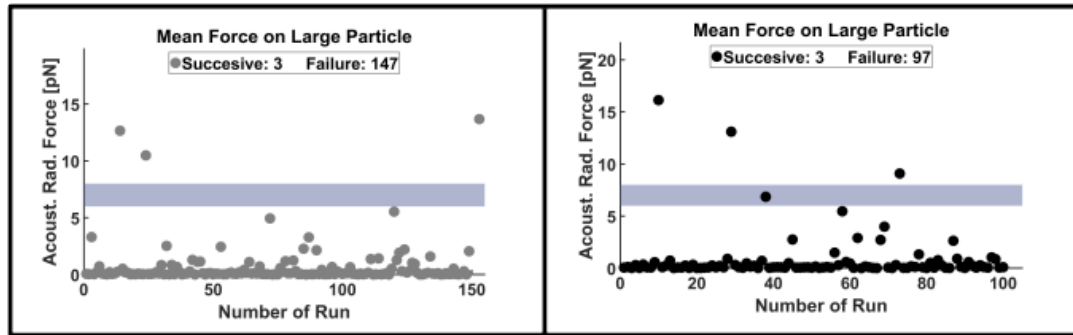 Mean Force on Large Particle
Succesive: 3 Failure: 147
Acoust. Rad. Force [pN]
15
10
5
0
0 50 100 150
Number of Run
Mean Force on Large Particle
Succesive: 3 Failure: 97
Acoust. Rad. Force [pN]
20
15
10
5
0
0 20 40 60 80 100
Number of Run